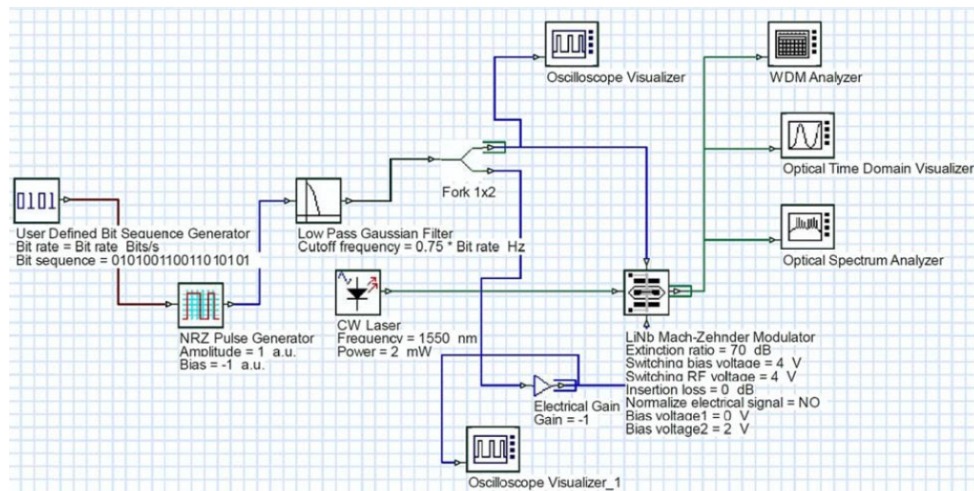 Oscilloscope Visualizer
WDM Analyzer
Optical Time Domain Visualizer
Fork 1x2
0101
User Defined Bit Sequence Generator
Bit rate = Bit rate Bits/s
Bit sequence = 010100110011010101
Low Pass Gaussian Filter
Cutoff frequency = 0.75 * Bit rate Hz
Optical Spectrum Analyzer
NRZ Pulse Generator
Amplitude = 1 a.u.
Bias = -1 a.u.
CW Laser
Frequency = 1550 nm
Power = 2 mW
LiNb Mach-Zehnder Modulator
Extinction ratio = 70 dB
Switching bias voltage = 4 V
Switching RF voltage = 4 V
Insertion loss = 0 dB
Normalize electrical signal = NO
Bias voltage1 = 0 V
Bias voltage2 = 2 V
Electrical Gain
Gain = -1
Oscilloscope Visualizer_1